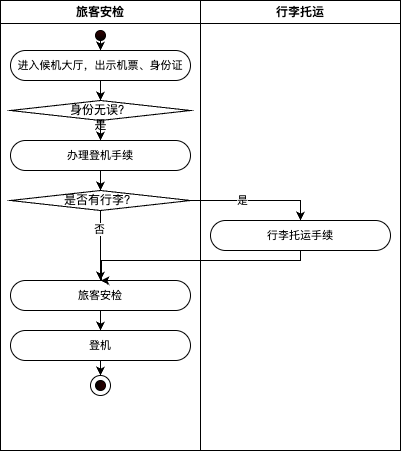 旅客安检
行李托运
进入候机大厅，出示机票、身份证
身份无误?
是
办理登机手续
是否有行李?
是
否
行李托运手续
旅客安检
登机